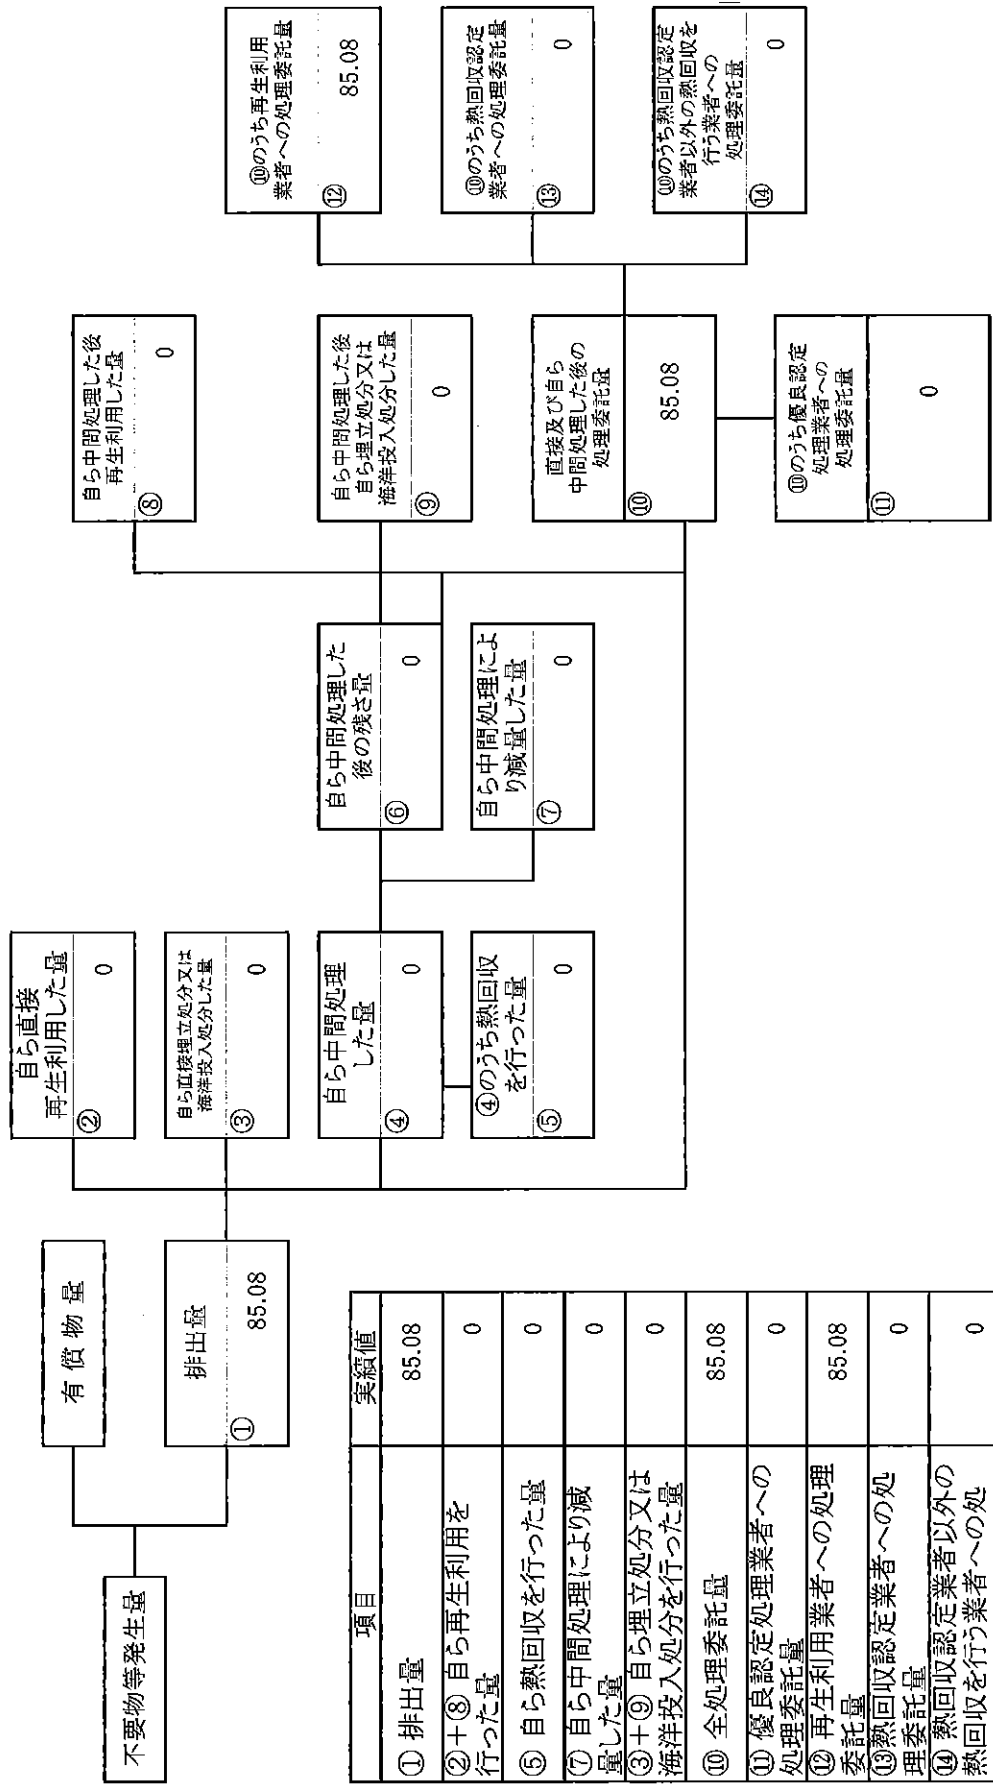 不要物等発生量
有償物量
排出量
①
85.08
自ら直接
再生利用した量
②
0
自ら直接埋立処分又は
海洋投入処分した量
③
0
自ら中間処理
した量
④
0
④のうち熱回収
を行った量
⑤
0
自ら中間処理した
後の残さ量
⑥
0
自ら中間処理によ
り減量した量
⑦
0
自ら中間処理した後
再生利用した量
⑧
0
自ら中間処理した後
自ら埋立処分又は
海洋投入処分した量
⑨
0
直接及び自ら
中間処理した後の
処理委託量
⑩
85.08
⑩のうち優良認定
処理業者への
処理委託量
⑪
0
⑩のうち再生利用
業者への処理委託量
⑫
85.08
⑩のうち熱回収認定
業者への処理委託量
⑬
0
⑩のうち熱回収認定
業者以外の熱回収を
行う業者への
処理委託量
⑭
0
項目 実績値
① 排出量 85.08
②＋⑧ 自ら再生利用を
行った量 0
⑤ 自ら熱回収を行った量 0
⑦ 自ら中間処理により減
量した量 0
③＋⑨ 自ら埋立処分又は
海洋投入処分を行った量 0
⑩ 全処理委託量 85.08
⑪ 優良認定処理業者への
処理委託量 0
⑫ 再生利用業者への処理
委託量 85.08
⑬熱回収認定業者への処
理委託量 0
⑭ 熱回収認定業者以外の
熱回収を行う業者への処 0